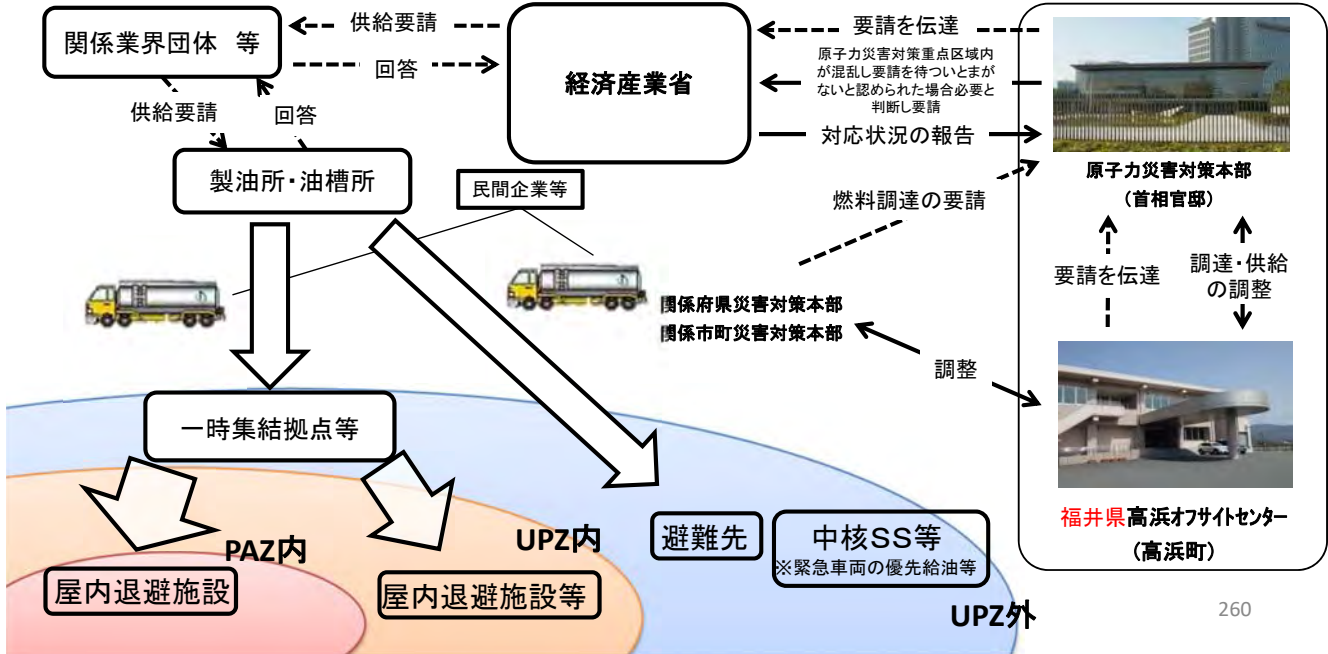 関係業界団体 等
供給要請
回答
供給要請
回答
経済産業省
要請を伝達
原子力災害対策重点区域内
が混乱し要請を待ついとまが
ないと認められた場合必要と
判断し要請
対応状況の報告
製油所・油槽所
民間企業等
燃料調達の要請
原子力災害対策本部
(首相官邸)
要請を伝達
調達・供給
の調整
関係府県災害対策本部
関係市町災害対策本部
調整
一時集結拠点等
福井県高浜オフサイトセンター
(高浜町)
PAZ内
UPZ内
避難先
中核SS等
※緊急車両の優先給油等
屋内退避施設
屋内退避施設等
UPZ外
260